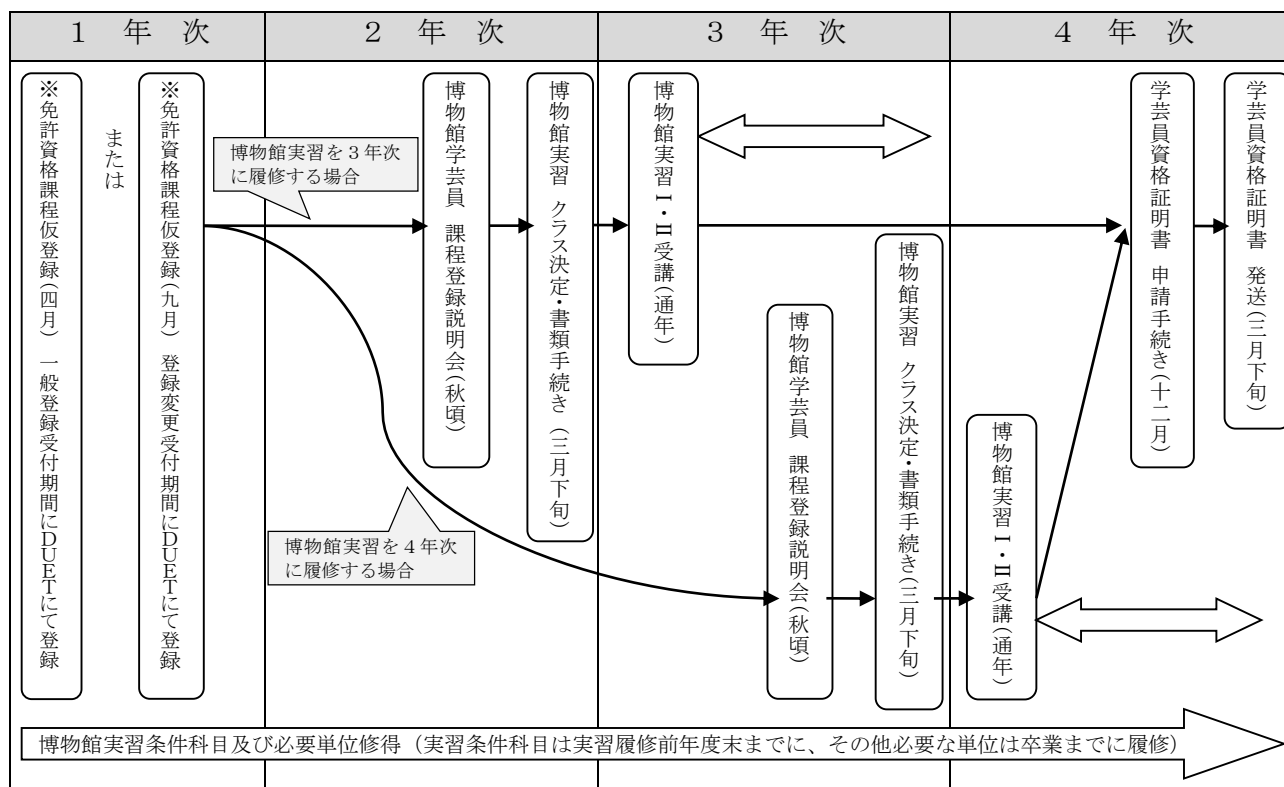 １　年　次
２　年　次
３　年　次
４　年　次
※免許資格課程仮登録(四月)　一般登録受付期間にＤＵＥＴにて登録
または
※免許資格課程仮登録(九月)　登録変更受付期間にＤＵＥＴにて登録
博物館実習を３年次
に履修する場合
博物館学芸員　課程登録説明会(秋頃)
博物館実習　クラス決定・書類手続き（三月下旬）
博物館実習Ⅰ・Ⅱ受講(通年)
学芸員資格証明書　申請手続き(十二月)
学芸員資格証明書　発送(三月下旬)
博物館実習を４年次
に履修する場合
博物館学芸員　課程登録説明会(秋頃)
博物館実習　クラス決定・書類手続き(三月下旬)
博物館実習Ⅰ・Ⅱ受講(通年)
博物館実習条件科目及び必要単位修得（実習条件科目は実習履修前年度末までに、その他必要な単位は卒業までに履修）